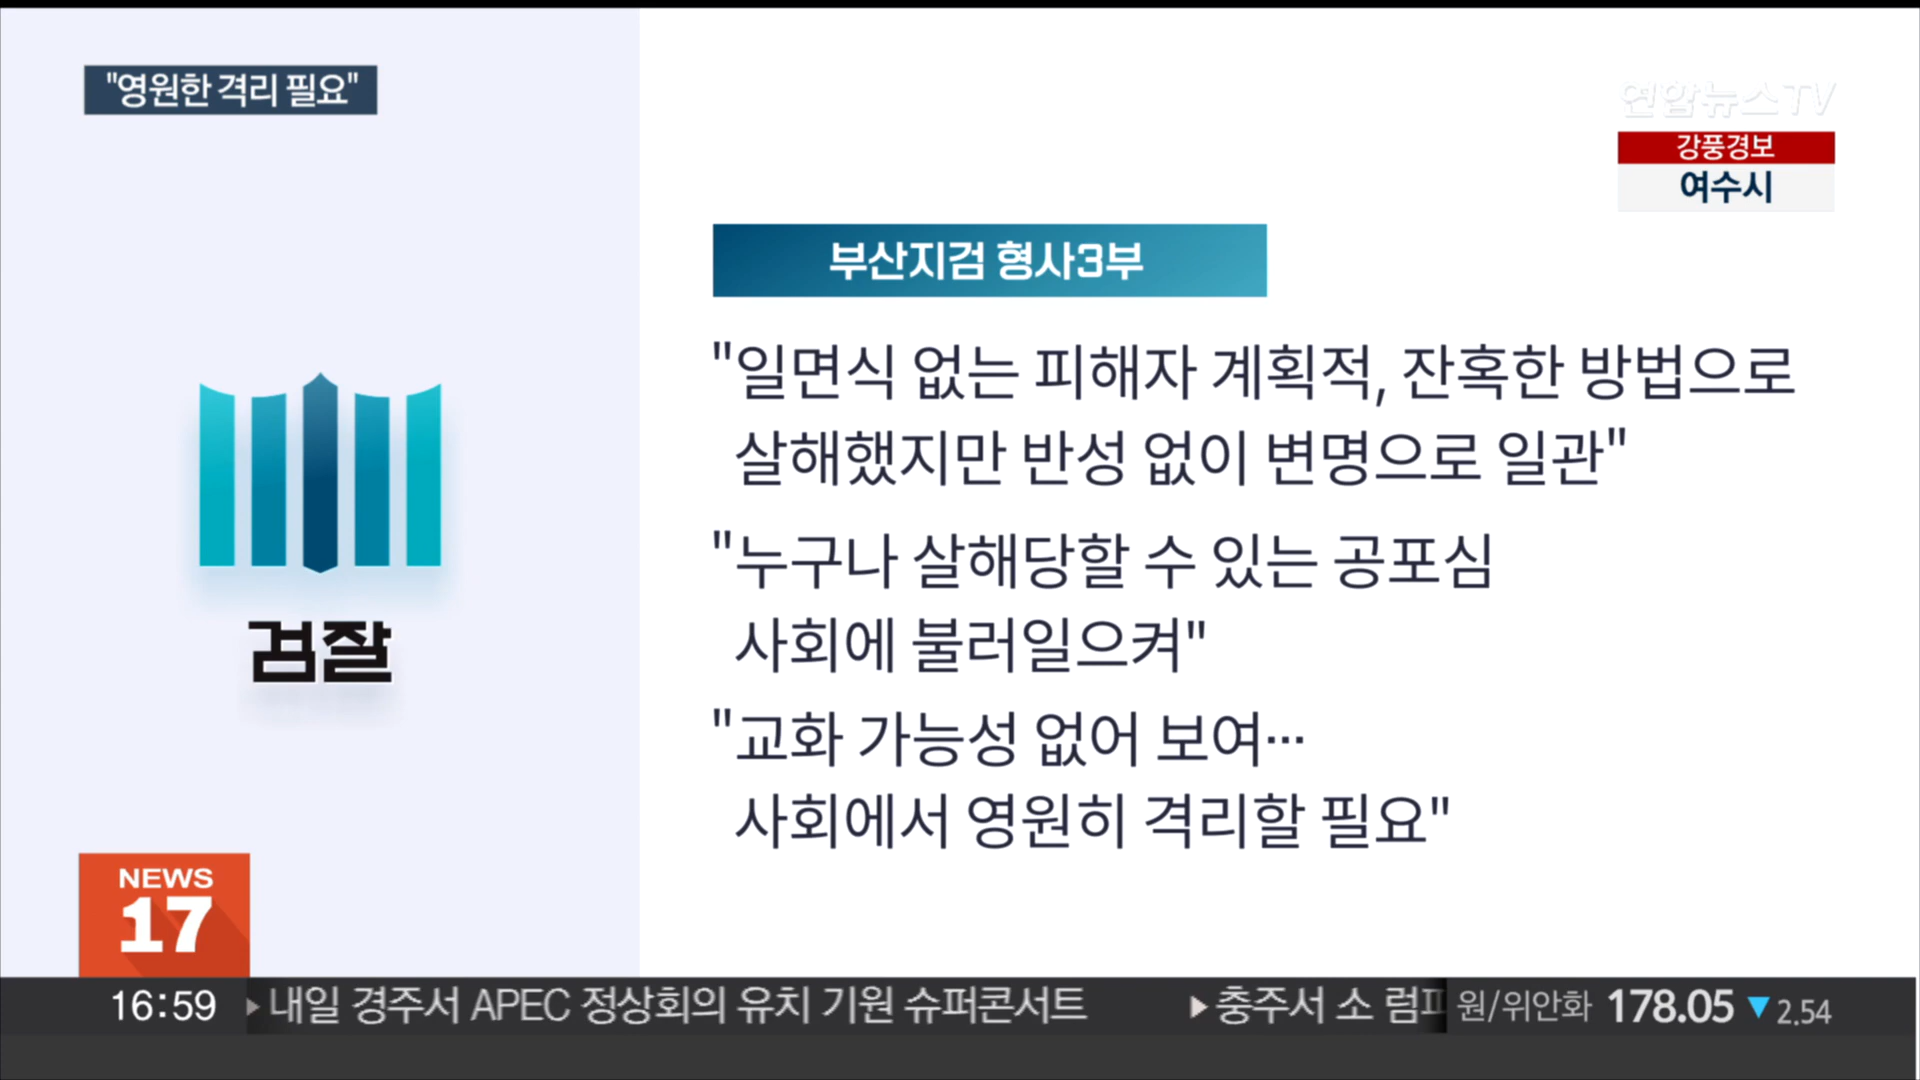 "영원한 격리 필요"
연합뉴스TV
강풍경보
여수시
부산지검 형사3부
"일면식 없는 피해자 계획적, 잔혹한 방법으로
살해했지만 반성 없이 변명으로 일관"
"누구나 살해당할 수 있는 공포심
사회에 불러일으켜"
"교화 가능성 없어 보여…
사회에서 영원히 격리할 필요"
검찰
NEWS
17
16:59 ▶내일 경주서 APEC 정상회의 유치 기원 슈퍼콘서트 ▶충주서 소 럼피 원/위안화 178.05 ▼2.54